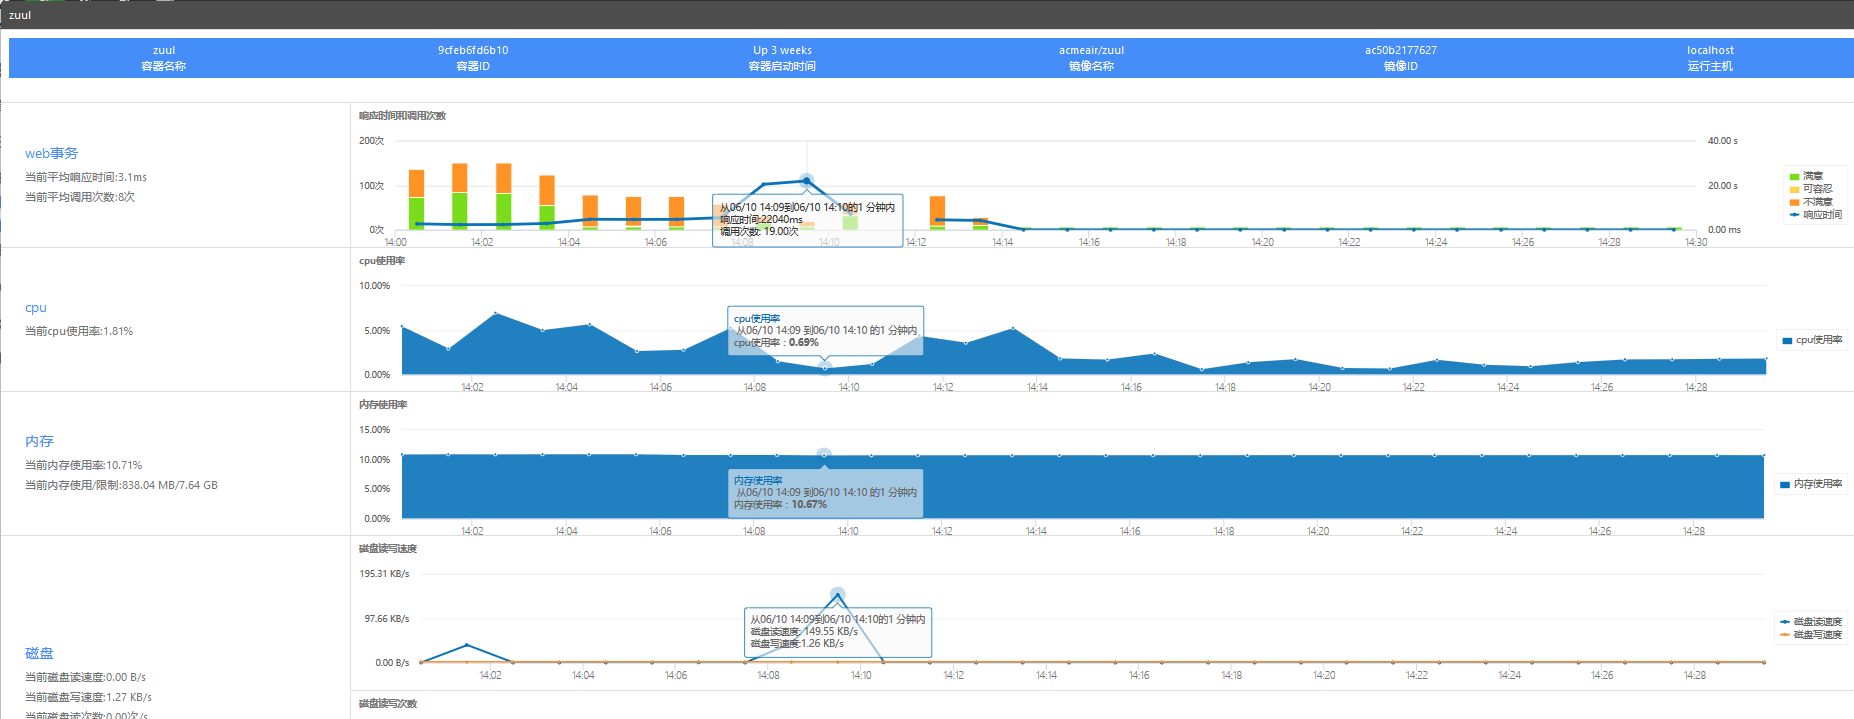 zuul
zuul
容器名称
9cfeb6fd6b10
容器ID
Up 3 weeks
容器启动时间
acmeair/zuul
镜像名称
ac50b2177627
镜像ID
localhost
运行主机
web事务
当前平均响应时间:3.1ms
当前平均调用次数:8次
响应时间和调用次数
200次
100次
0次
40.00 s
20.00 s
0.00 ms
14:00
14:02
14:04
14:06
14:08
14:10
14:12
14:14
14:16
14:18
14:20
14:22
14:24
14:26
14:28
14:30
从06/10 14:09到06/10 14:10的1 分钟内
响应时间:22040ms
调用次数: 19.00次
满意
可容忍
不满意
响应时间
cpu
当前cpu使用率:1.81%
cpu使用率
10.00%
5.00%
0.00%
14:02
14:04
14:06
14:08
14:10
14:12
14:14
14:16
14:18
14:20
14:22
14:24
14:26
14:28
cpu使用率
从06/10 14:09 到06/10 14:10 的1 分钟内
cpu使用率：0.69%
cpu使用率
内存
当前内存使用率:10.71%
当前内存使用/限制:838.04 MB/7.64 GB
内存使用率
15.00%
10.00%
5.00%
0.00%
14:02
14:04
14:06
14:08
14:10
14:12
14:14
14:16
14:18
14:20
14:22
14:24
14:26
14:28
内存使用率
从06/10 14:09 到06/10 14:10 的1 分钟内
内存使用率：10.67%
内存使用率
磁盘
当前磁盘读速度:0.00 B/s
当前磁盘写速度:1.27 KB/s
当前磁盘读次数:0.00次/s
磁盘读写速度
195.31 KB/s
97.66 KB/s
0.00 B/s
14:02
14:04
14:06
14:08
14:10
14:12
14:14
14:16
14:18
14:20
14:22
14:24
14:26
14:28
从06/10 14:09到06/10 14:10的1 分钟内
磁盘读速度: 149.55 KB/s
磁盘写速度:1.26 KB/s
磁盘读速度
磁盘写速度
磁盘读写次数